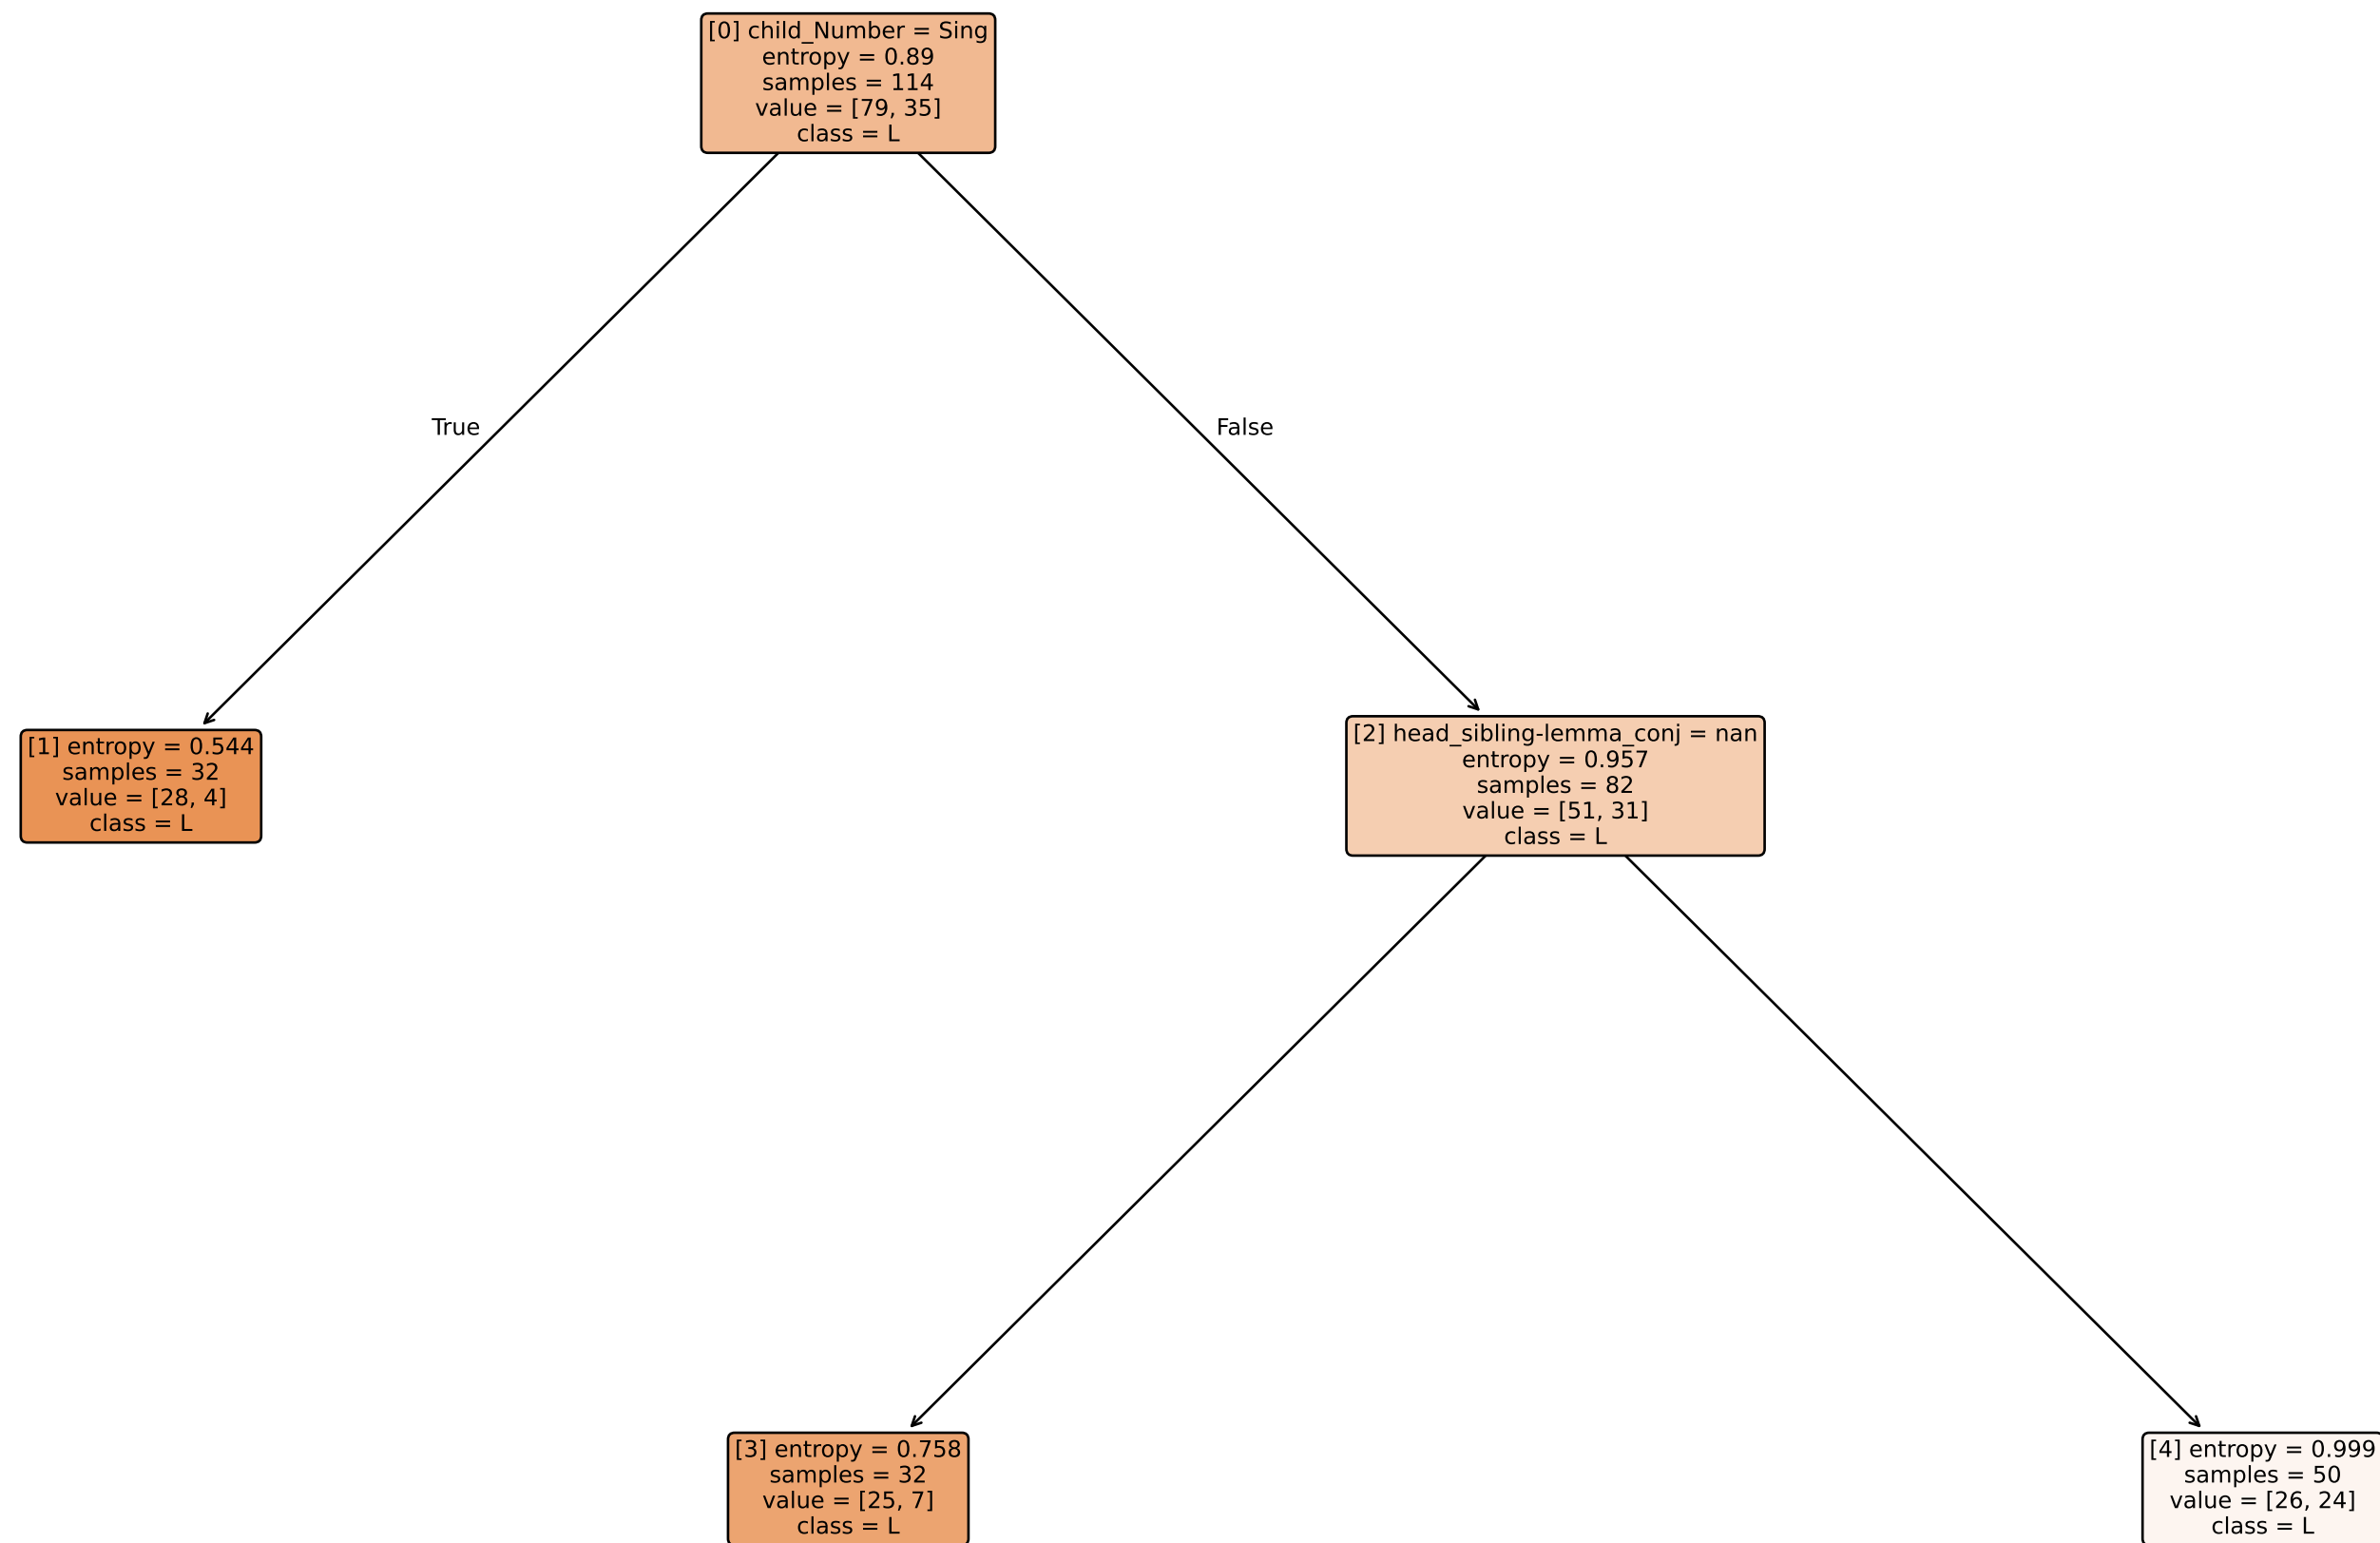 [0] child_Number = Sing
entropy = 0.89
samples = 114
value = [79, 35]
class = L
True
False
[1] entropy = 0.544
samples = 32
value = [28, 4]
class = L
[2] head_sibling-lemma_conj = nan
entropy = 0.957
samples = 82
value = [51, 31]
class = L
[3] entropy = 0.758
samples = 32
value = [25, 7]
class = L
[4] entropy = 0.999
samples = 50
value = [26, 24]
class = L